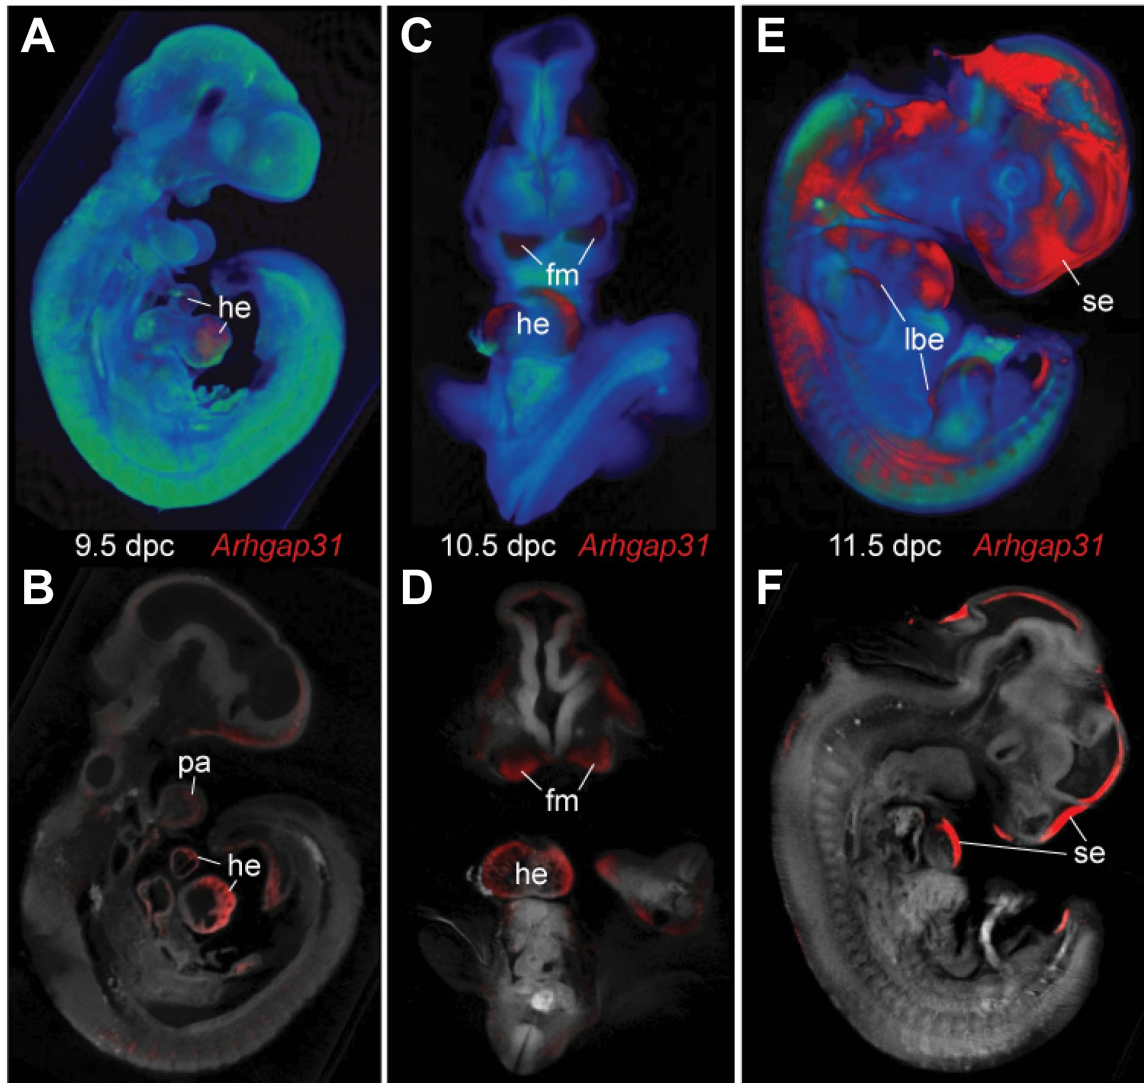 A
he
9.5 dpc Arhgap31
B
pa
he
C
fm
he
10.5 dpc Arhgap31
D
fm
he
E
se
lbe
11.5 dpc Arhgap31
F
se